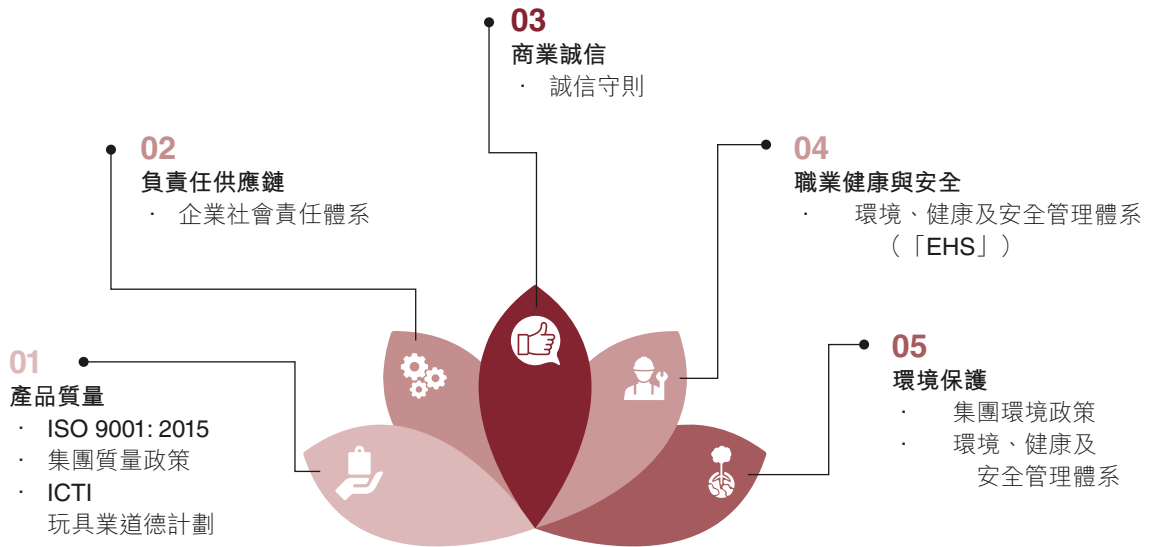 01
產品質量
· ISO 9001: 2015
· 集團質量政策
· ICTI
玩具業道德計劃
02
負責任供應鏈
· 企業社會責任體系
03
商業誠信
· 誠信守則
04
職業健康與安全
· 環境、健康及安全管理體系
（「EHS」）
05
環境保護
· 集團環境政策
· 環境、健康及
安全管理體系